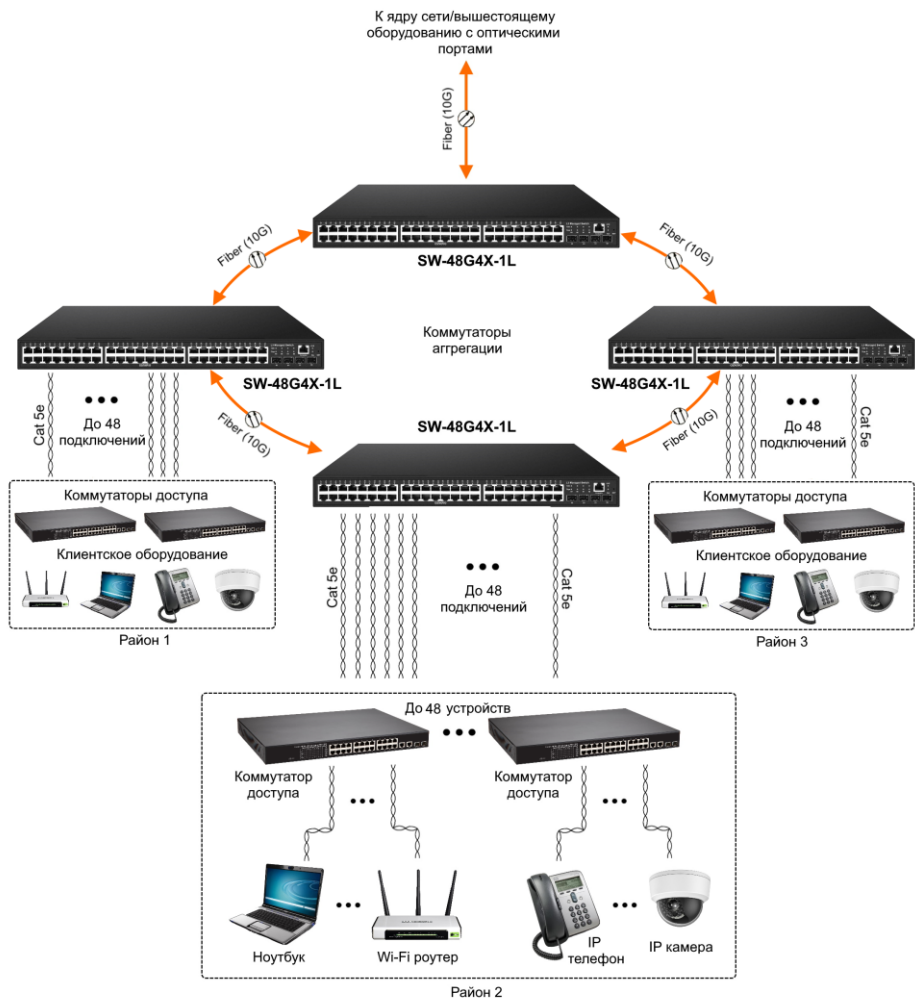 К ядру сети/вышестоящему
оборудованию с оптическими
портами
Fiber (10G)
Fiber (10G)
Fiber (10G)
SW-48G4X-1L
Коммутаторы
аггрегации
SW-48G4X-1L
SW-48G4X-1L
Fiber (10G)
Fiber (10G)
SW-48G4X-1L
Cat 5e
До 48
подключений
До 48
подключений
Cat 5e
Коммутаторы доступа
Клиентское оборудование
Район 1
Коммутаторы доступа
Клиентское оборудование
Район 3
Cat 5e
До 48
подключений
Cat 5e
До 48 устройств
Коммутатор
доступа
Коммутатор
доступа
Ноутбук
Wi-Fi роутер
IP
телефон
IP камера
Район 2